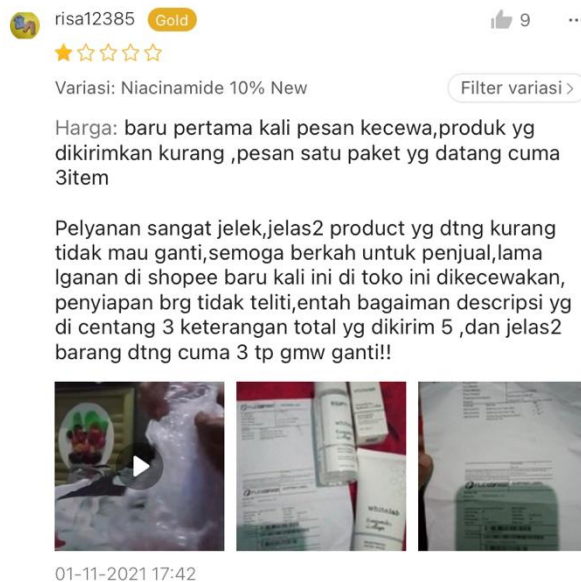 risa12385 Gold
9
Variasi: Niacinamide 10% New
Filter variasi >
Harga: baru pertama kali pesan kecewa,produk yg
dikirimkan kurang ,pesan satu paket yg datang cuma
3item
Pelyanan sangat jelek,jelas2 product yg dtng kurang
tidak mau ganti,semoga berkah untuk penjual,lama
lganan di shopee baru kali ini di toko ini dikecewakan,
penyiapan brg tidak teliti,entah bagaiman descripsi yg
di centang 3 keterangan total yg dikirim 5 ,dan jelas2
barang dtng cuma 3 tp gmw ganti!!
whitelab
01-11-2021 17:42